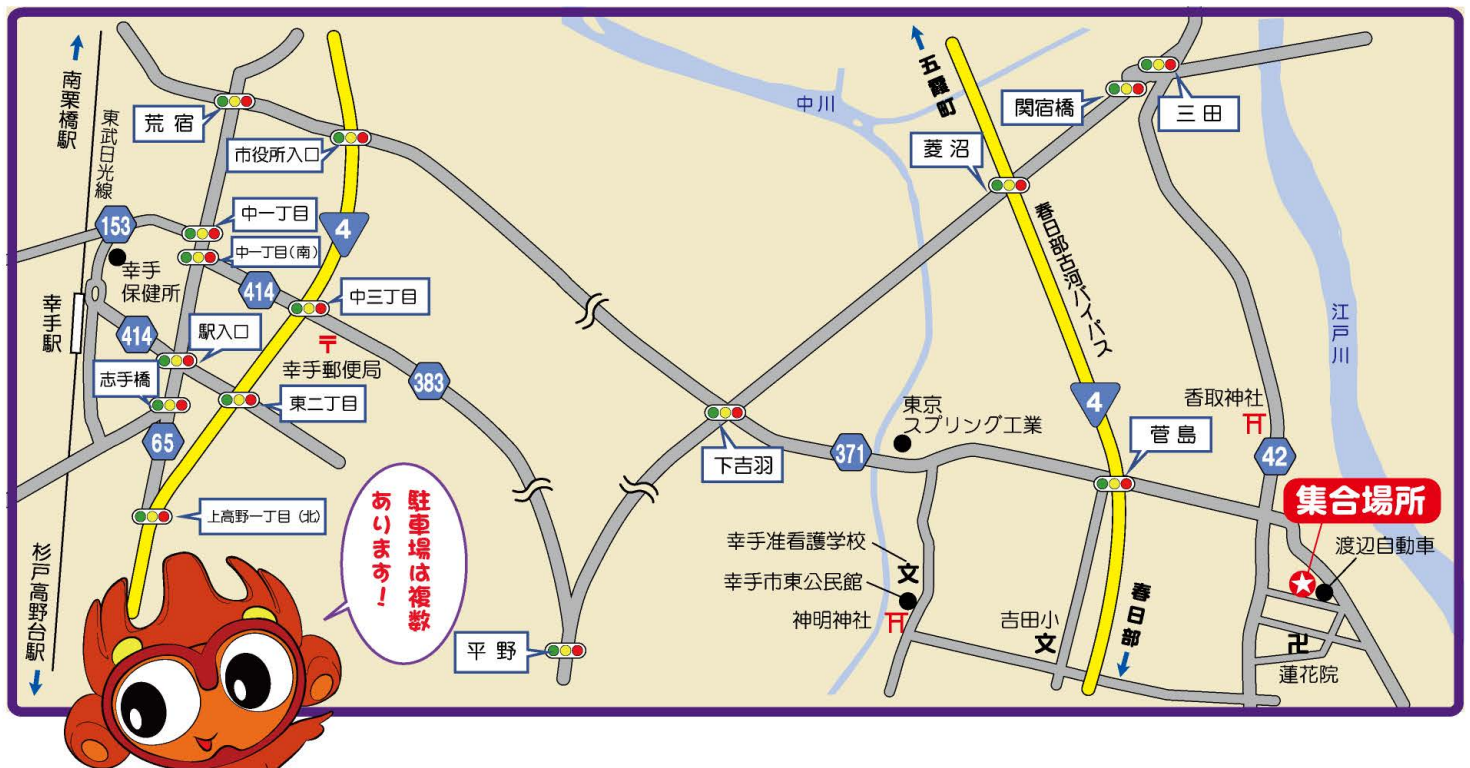 南栗橋駅
東武日光線
荒宿
市役所入口
153
中一丁目
中一丁目(南)
4
幸手
保健所
414
中三丁目
幸手駅
414
駅入口
幸手郵便局
383
志手橋
東二丁目
65
上高野一丁目(北)
杉戸高野台駅
駐車場は複数
あります!
平野
下吉羽
中川
五霞町
関宿橋
三田
菱沼
春日部古河バイパス
江戸川
4
東京
スプリング工業
371
菅島
香取神社
42
集合場所
渡辺自動車
幸手准看護学校
文
幸手市東公民館
神明神社
吉田小
文
春日部
卍
蓮花院